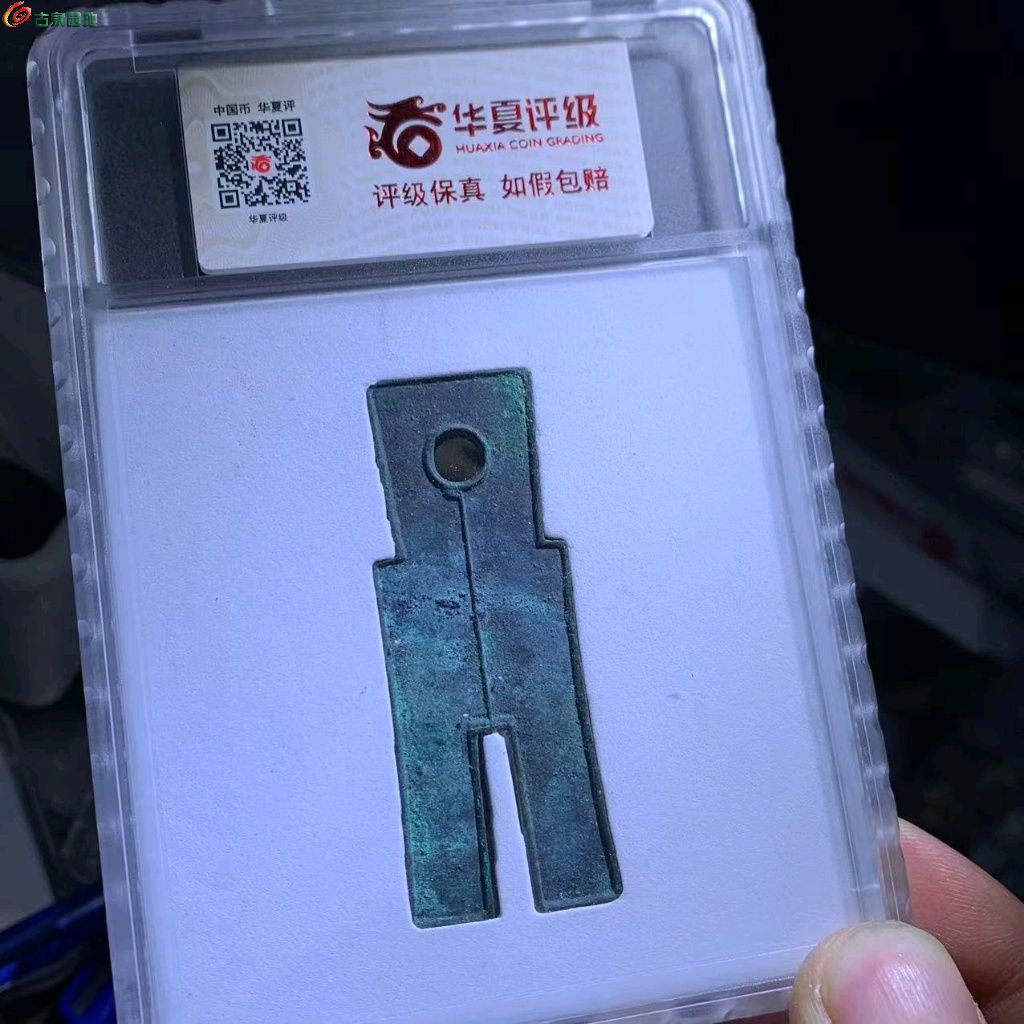 古泉园地
中国币 华夏评
华夏评级
华夏评级
HUAXIA COIN GRADING
评级保真 如假包赔